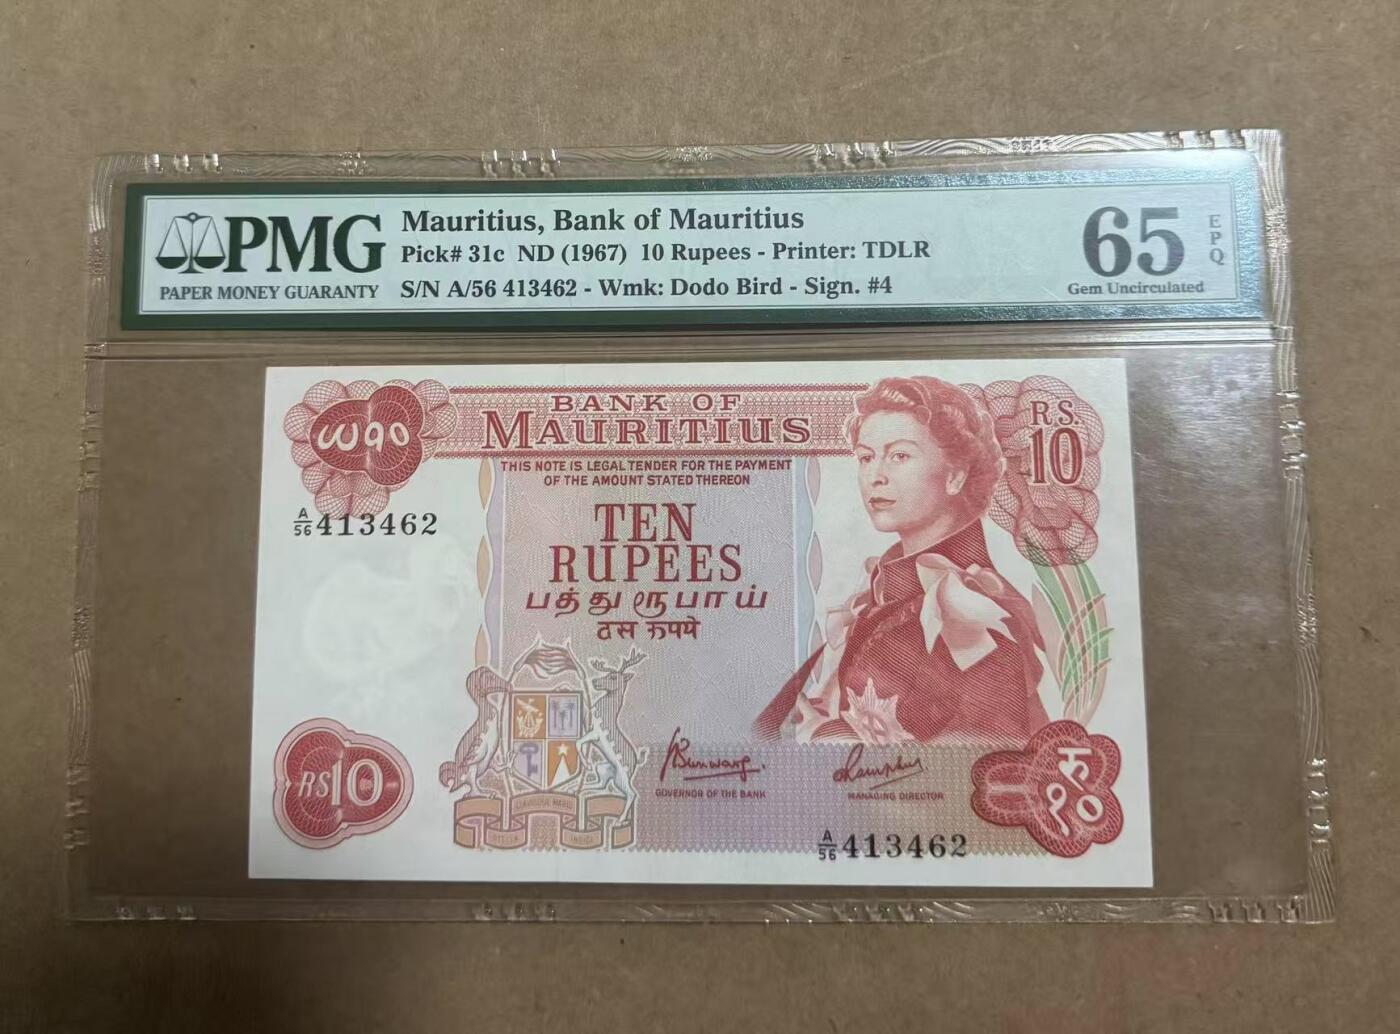 PMG
PAPER MONEY GUARANTY
Mauritius, Bank of Mauritius
Pick# 31c ND (1967) 10 Rupees - Printer: TDLR
S/N A/56 413462 - Wmk: Dodo Bird - Sign. #4
65
EPQ
Gem Uncirculated
BANK OF
MAURITIUS
RS.
10
THIS NOTE IS LEGAL TENDER FOR THE PAYMENT
OF THE AMOUNT STATED THEREON
A/56 413462
TEN
RUPEES
பத்து ரூபாய்
दस रुपये
RS 10
GOVERNOR OF THE BANK
MANAGING DIRECTOR
रु
१०
A/56 413462